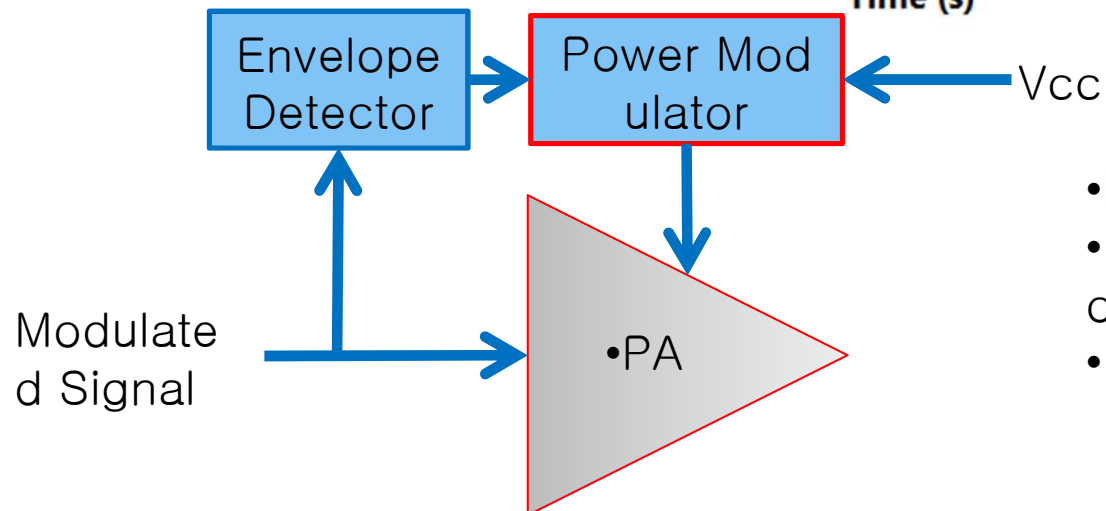 Time (s)
Envelope
Detector
Power Mod
ulator
Vcc
•
•
Modulate
d Signal
•PA
•